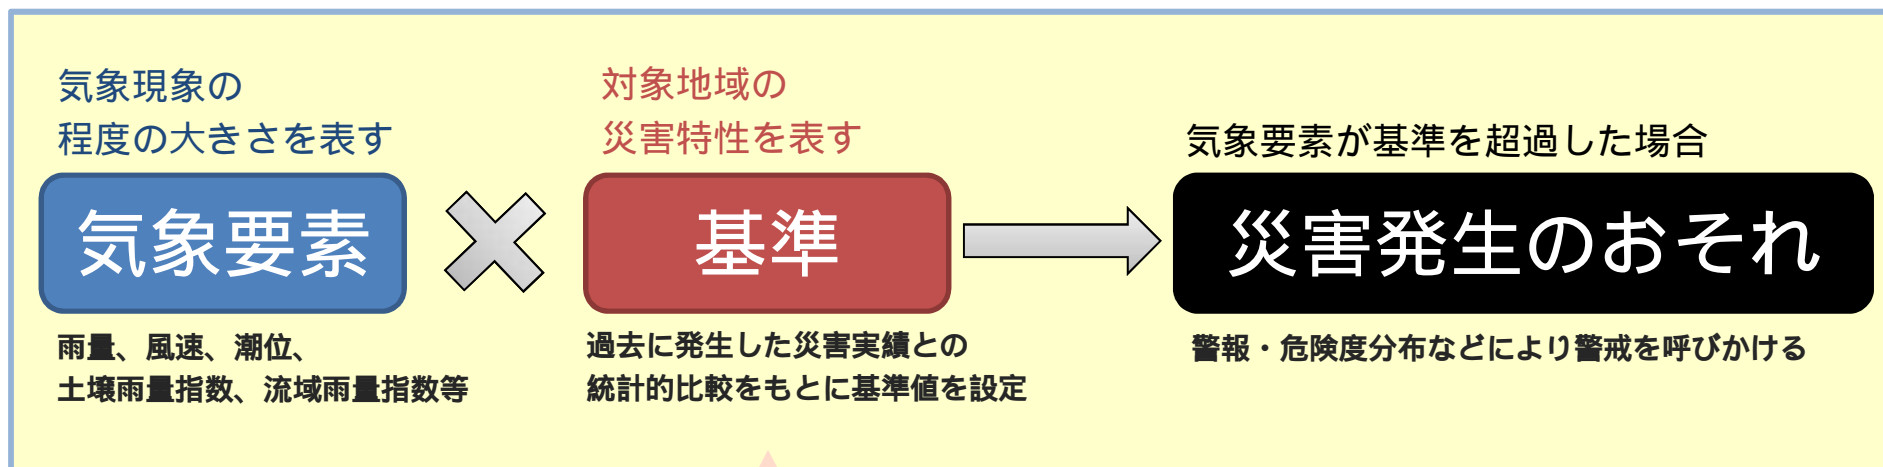 気象現象の
程度の大きさを表す
気象要素
雨量、風速、潮位、
土壌雨量指数、流域雨量指数等
対象地域の
災害特性を表す
基準
過去に発生した災害実績との
統計的比較をもとに基準値を設定
気象要素が基準を超過した場合
災害発生のおそれ
警報・危険度分布などにより警戒を呼びかける